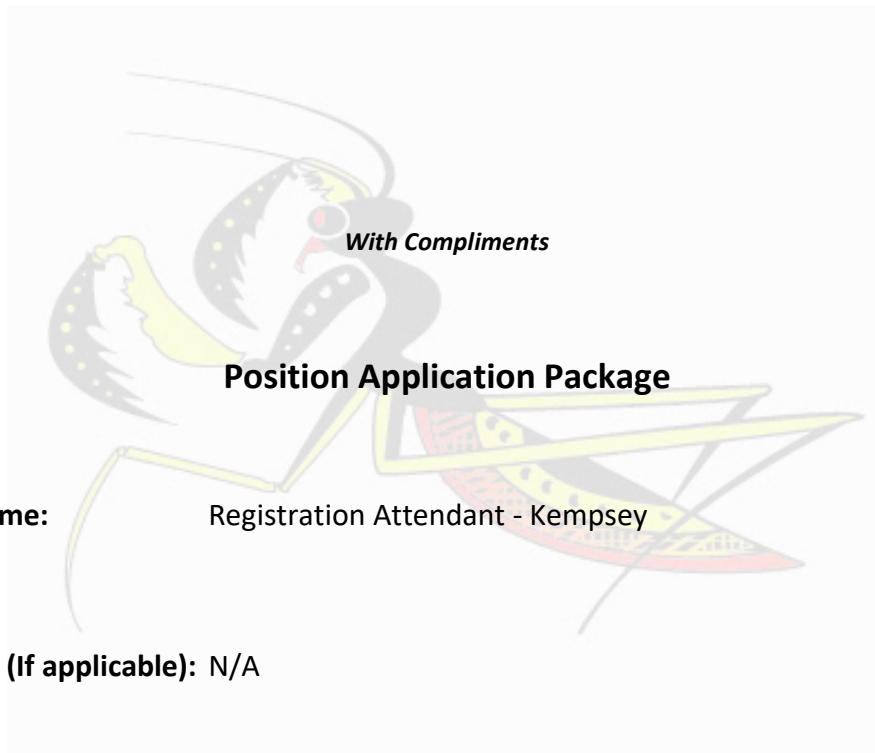 With Compliments
Position Application Package
me: Registration Attendant - Kempsey
(If applicable): N/A